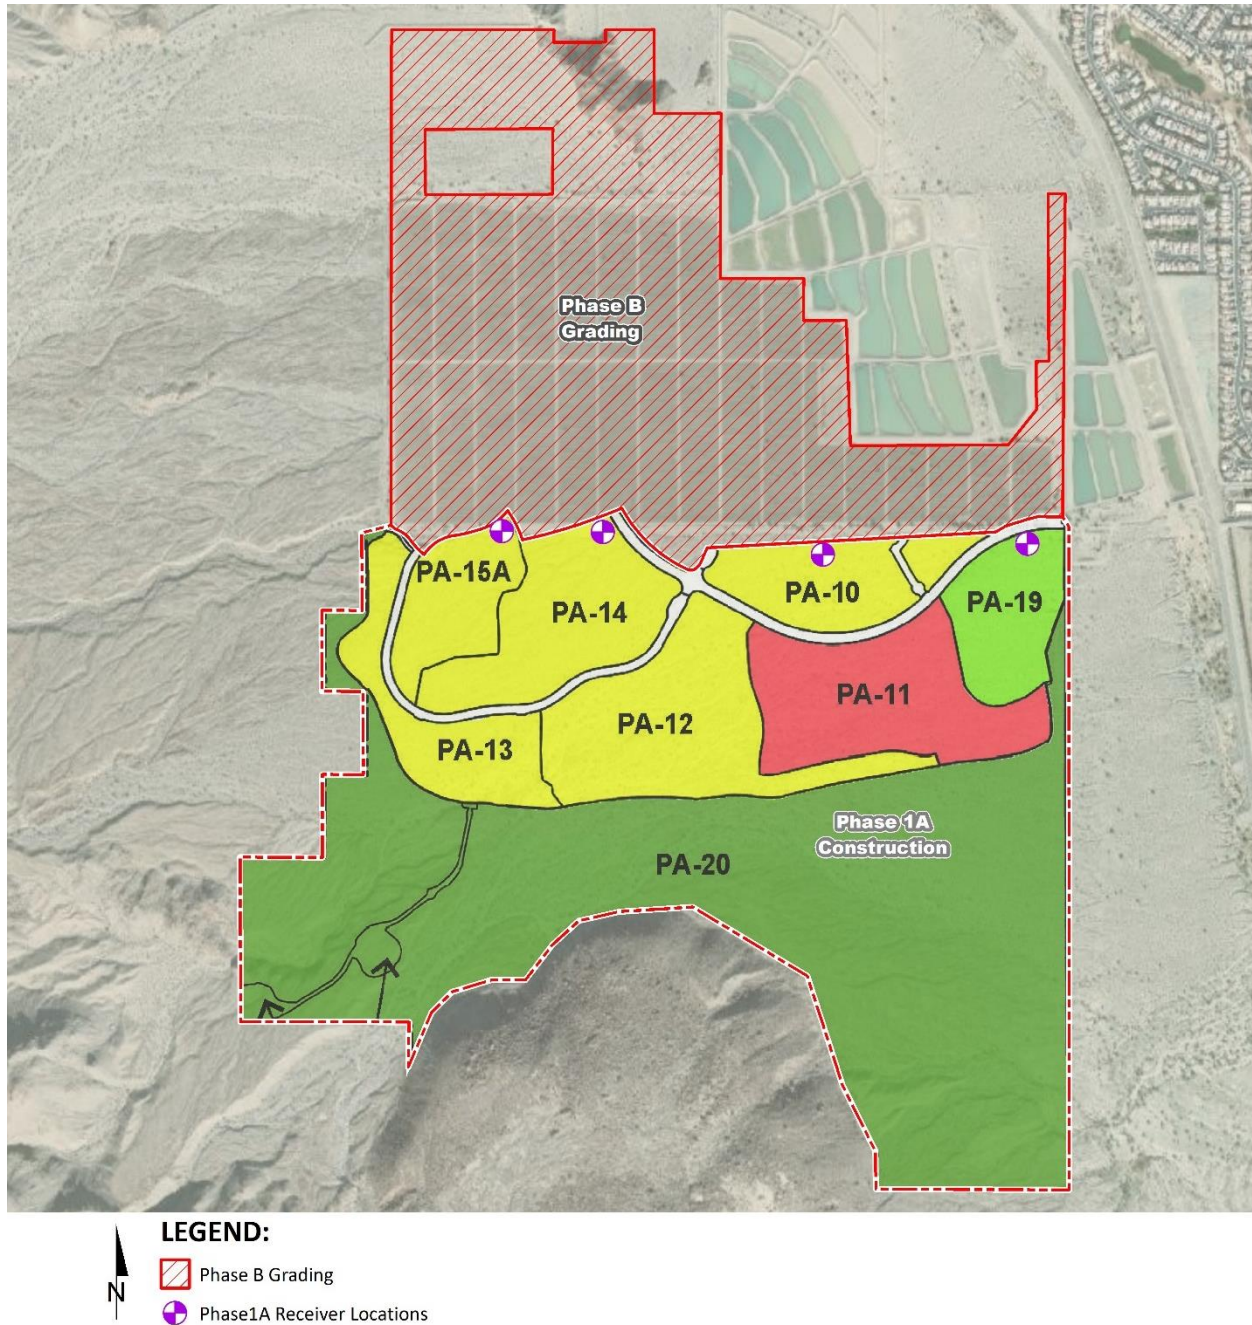 Phase B
Grading
PA-15A
PA-14
PA-10
PA-19
PA-11
PA-12
PA-13
Phase 1A
Construction
PA-20
LEGEND:
Phase B Grading
N
Phase1A Receiver Locations